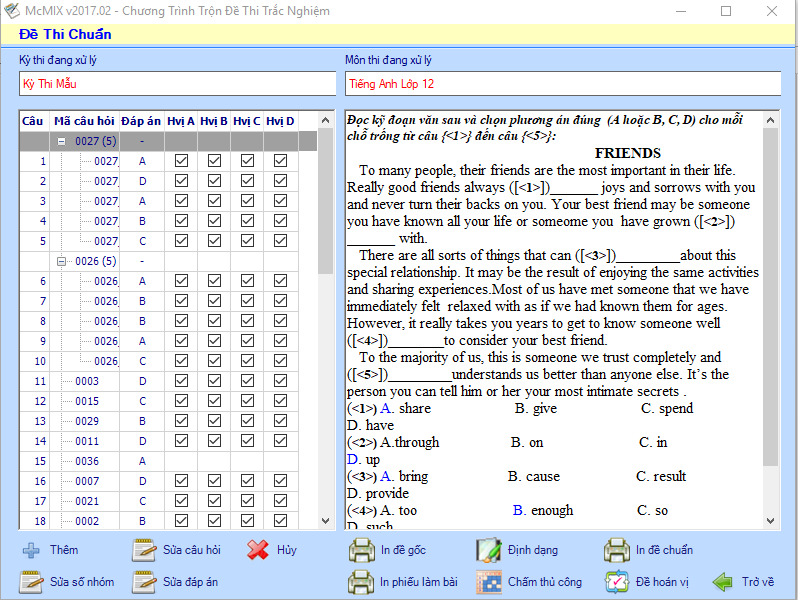 McMIX v2017.02 - Chương Trình Trộn Đề Thi Trắc Nghiệm
Đề Thi Chuẩn
Kỳ thi đang xử lý
Môn thi đang xử lý
Kỳ Thi Mẫu
Tiếng Anh Lớp 12
Câu Mã câu hỏi Đáp án Hvị A Hvị B Hvị C Hvị D
0027 (5) -
1 0027, A
2 0027, D
3 0027, A
4 0027, B
5 0027, C
0026 (5) -
6 0026, A
7 0026, B
8 0026, B
9 0026, A
10 0026, C
11 0003 D
12 0015 C
13 0029 B
14 0011 D
15 0036 A
16 0007 D
17 0021 C
18 0002 B
Đọc kỹ đoạn văn sau và chọn phương án đúng (A hoặc B, C, D) cho mỗi
chỗ trống từ câu {<1>} đến câu {<5>}:
FRIENDS
To many people, their friends are the most important in their life.
Really good friends always ([<1>])______ joys and sorrows with you
and never turn their backs on you. Your best friend may be someone
you have known all your life or someome you have grown ([<2>])
______ with.
There are all sorts of things that can ([<3>])________about this
special relationship. It may be the result of enjoying the same activities
and sharing experiences.Most of us have met someone that we have
immediately felt relaxed with as if we had known them for ages.
However, it really takes you years to get to know someone well
([<4>])_______to consider your best friend.
To the majority of us, this is someone we trust completely and
([<5>])________understands us better than anyone else. It's the
person you can tell him or her your most intimate secrets .
(<1>) A. share B. give C. spend
D. have
(<2>) A.through B. on C. in
D. up
(<3>) A. bring B. cause C. result
D. provide
(<4>) A. too B. enough C. so
D. such
Thêm Sửa câu hỏi Hủy In đề gốc Định dạng In đề chuẩn
Sửa số nhóm Sửa đáp án In phiếu làm bài Chấm thủ công Đề hoán vị Trở về